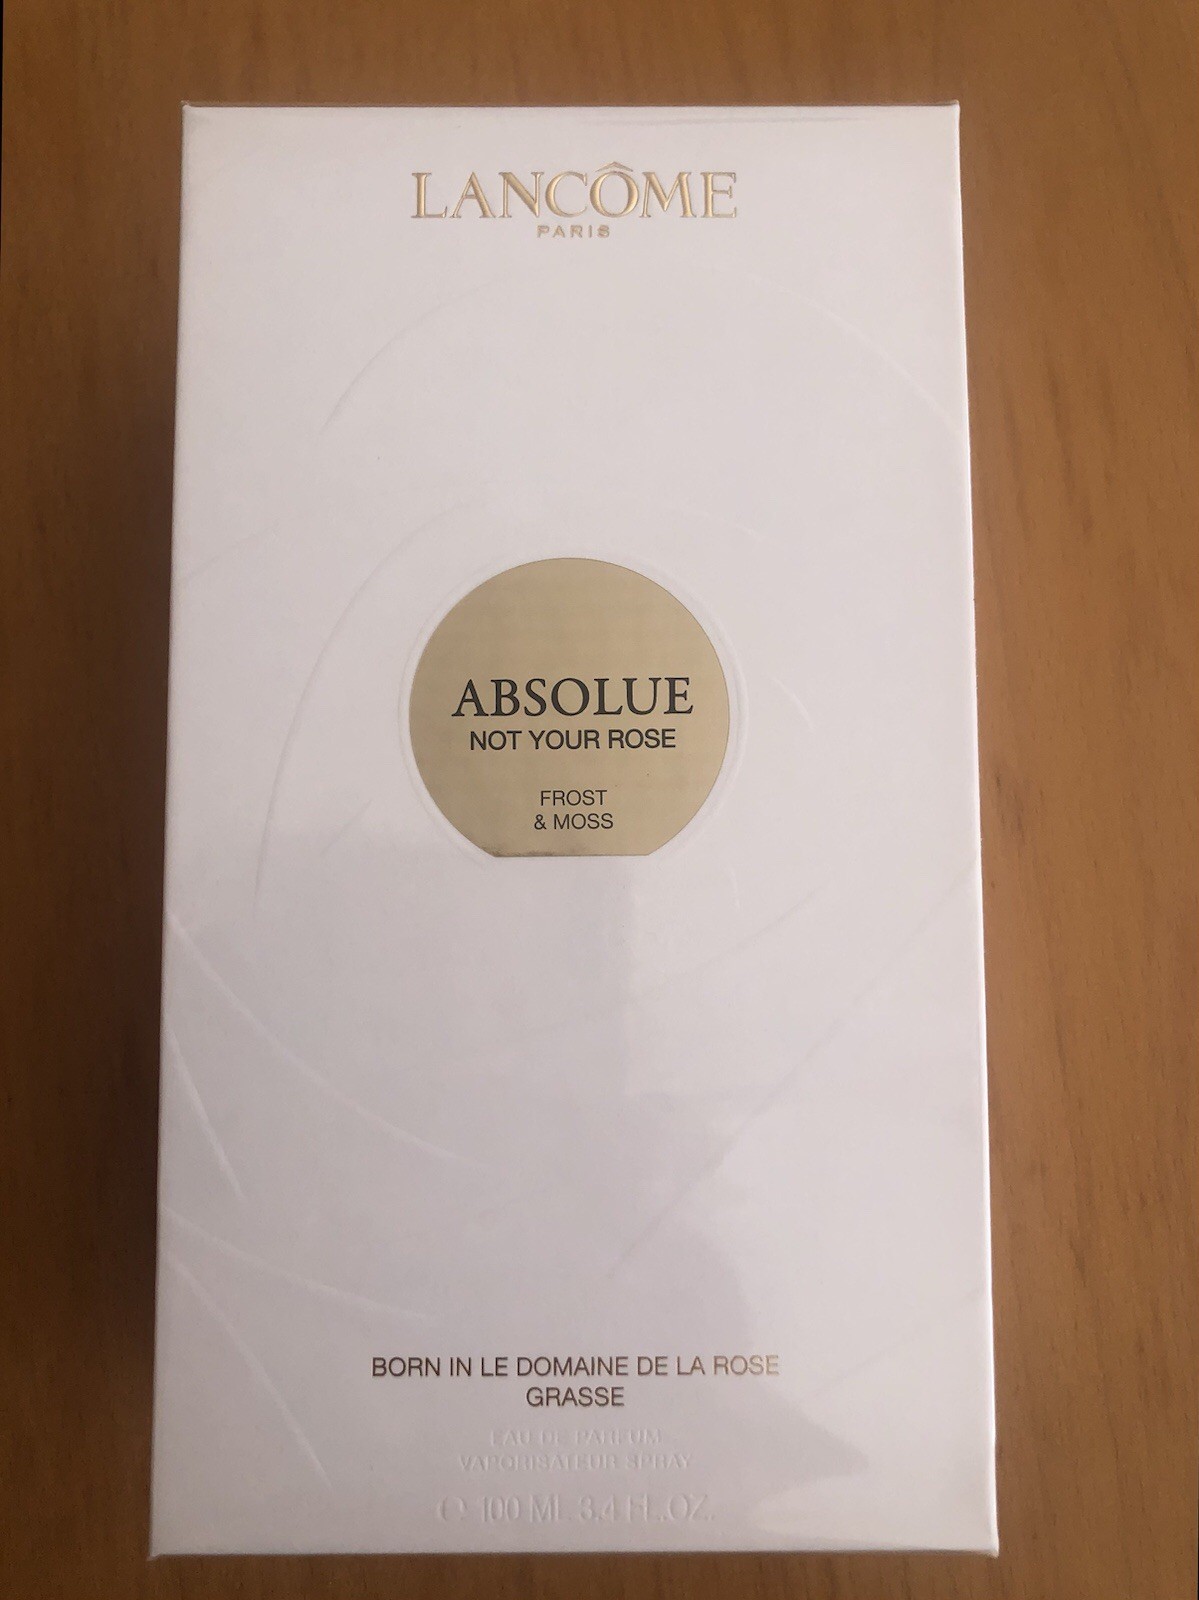 LANCÔME
PARIS
ABSOLUE
NOT YOUR ROSE
FROST
& MOSS
BORN IN LE DOMAINE DE LA ROSE
GRASSE
EAU DE PARFUM
VAPORISATEUR SPRAY
℮ 100 ML 3.4 FL.OZ.